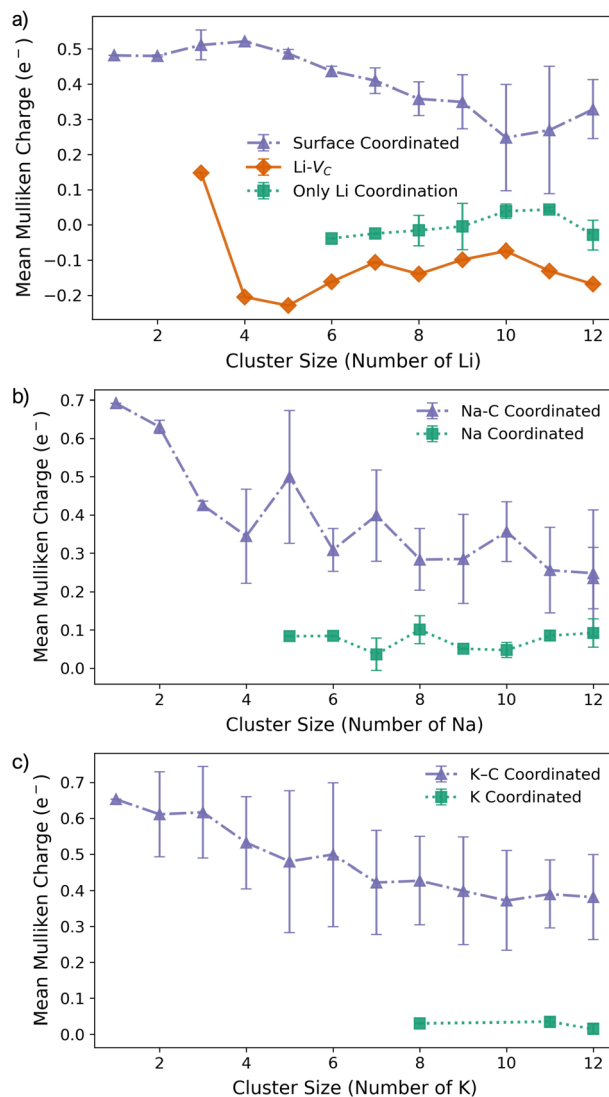 a)
Mean Mulliken Charge (e⁻)
0.5
0.4
0.3
0.2
0.1
0.0
−0.1
−0.2
Surface Coordinated
Li-V_C
Only Li Coordination
2
4
6
8
10
12
Cluster Size (Number of Li)
b)
Mean Mulliken Charge (e⁻)
0.7
0.6
0.5
0.4
0.3
0.2
0.1
0.0
Na-C Coordinated
Na Coordinated
2
4
6
8
10
12
Cluster Size (Number of Na)
c)
Mean Mulliken Charge (e⁻)
0.7
0.6
0.5
0.4
0.3
0.2
0.1
0.0
K–C Coordinated
K Coordinated
2
4
6
8
10
12
Cluster Size (Number of K)